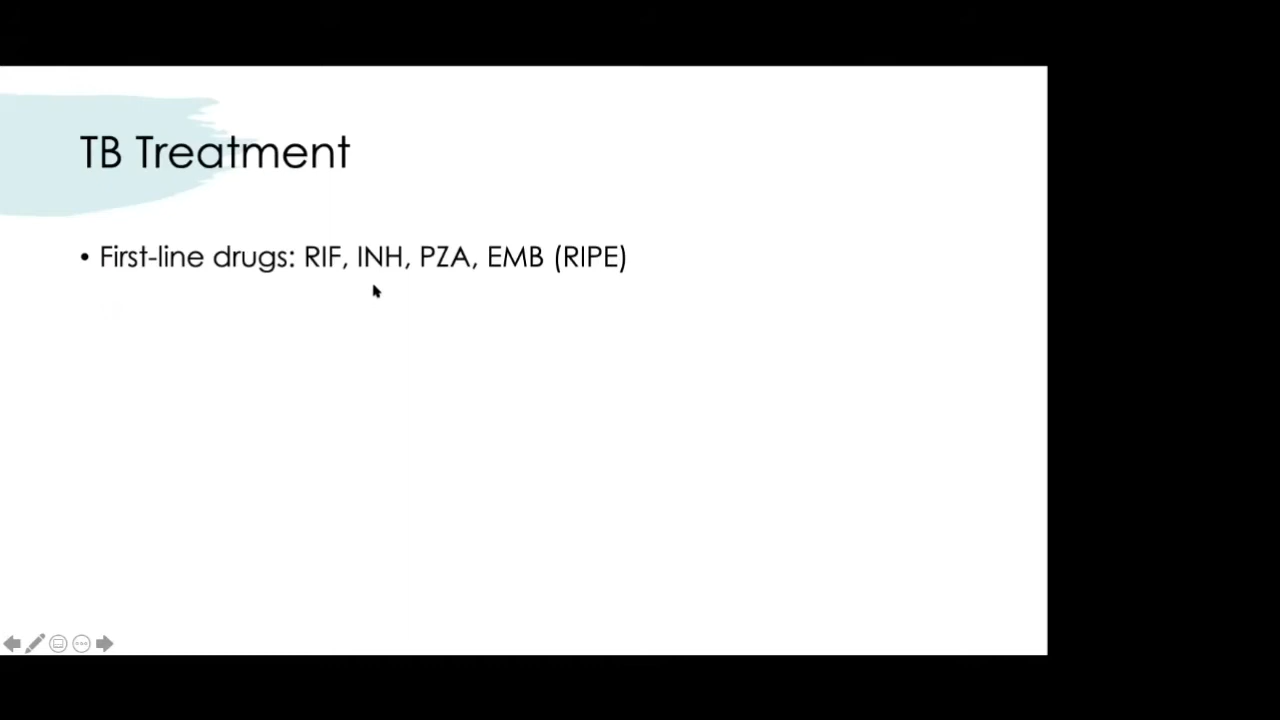 TB Treatment
• First-line drugs: RIF, INH, PZA, EMB (RIPE)